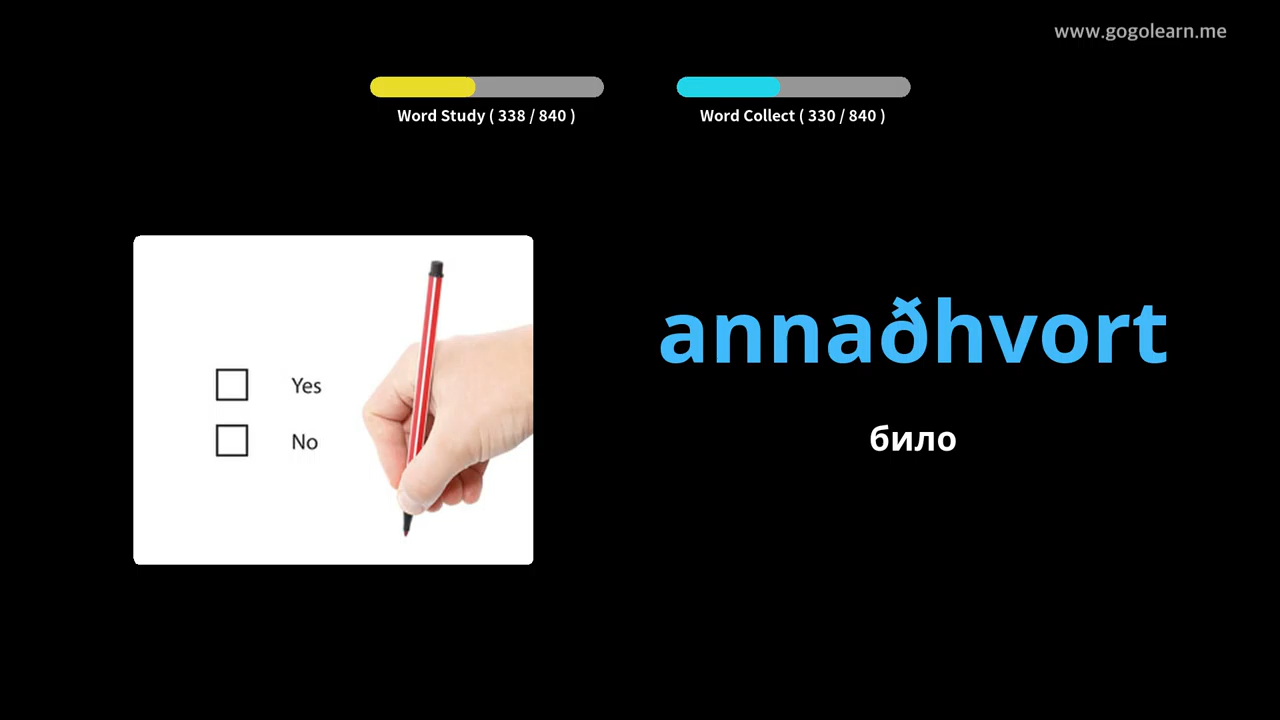 www.gogolearn.me
Word Study ( 338 / 840 )
Word Collect ( 330 / 840 )
Yes
No
annaðhvort
било